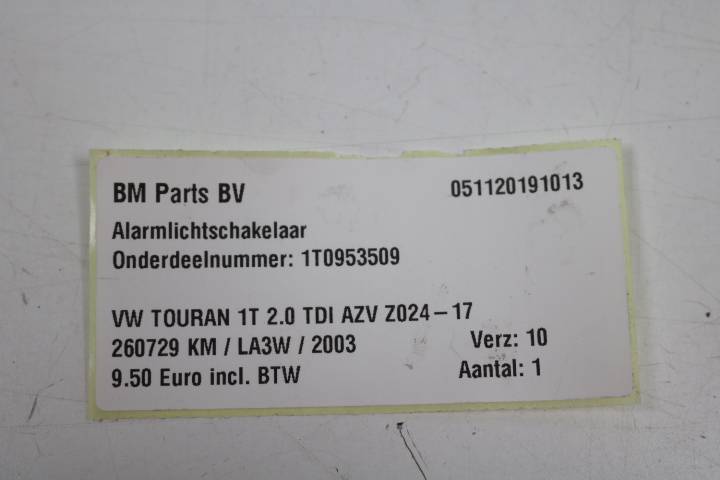 BM Parts BV 051120191013
Alarmlichtschakelaar
Onderdeelnummer: 1T0953509
VW TOURAN 1T 2.0 TDI AZV Z024-17
260729 KM / LA3W / 2003 Verz: 10
9.50 Euro incl. BTW Aantal: 1